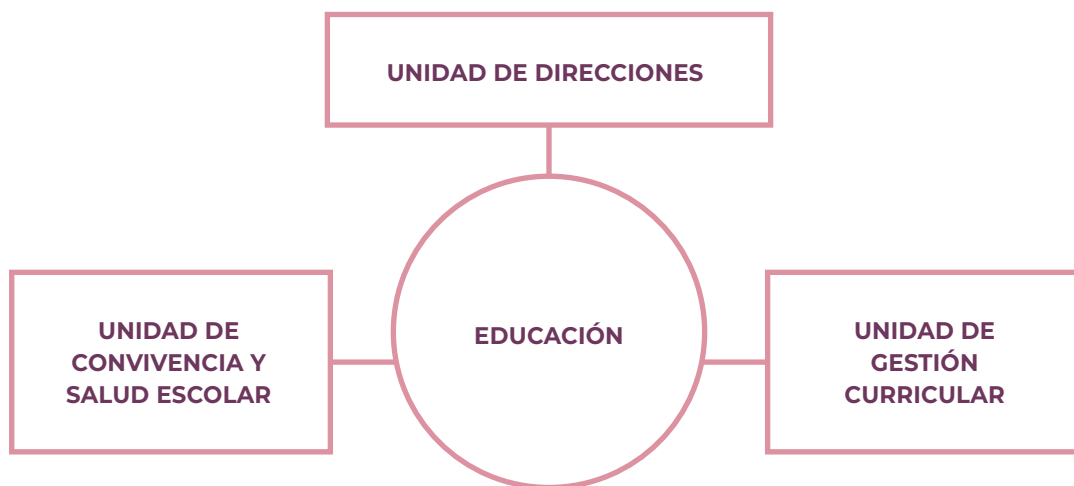 UNIDAD DE DIRECCIONES
UNIDAD DE
CONVIVENCIA Y
SALUD ESCOLAR
EDUCACIÓN
UNIDAD DE
GESTIÓN
CURRICULAR